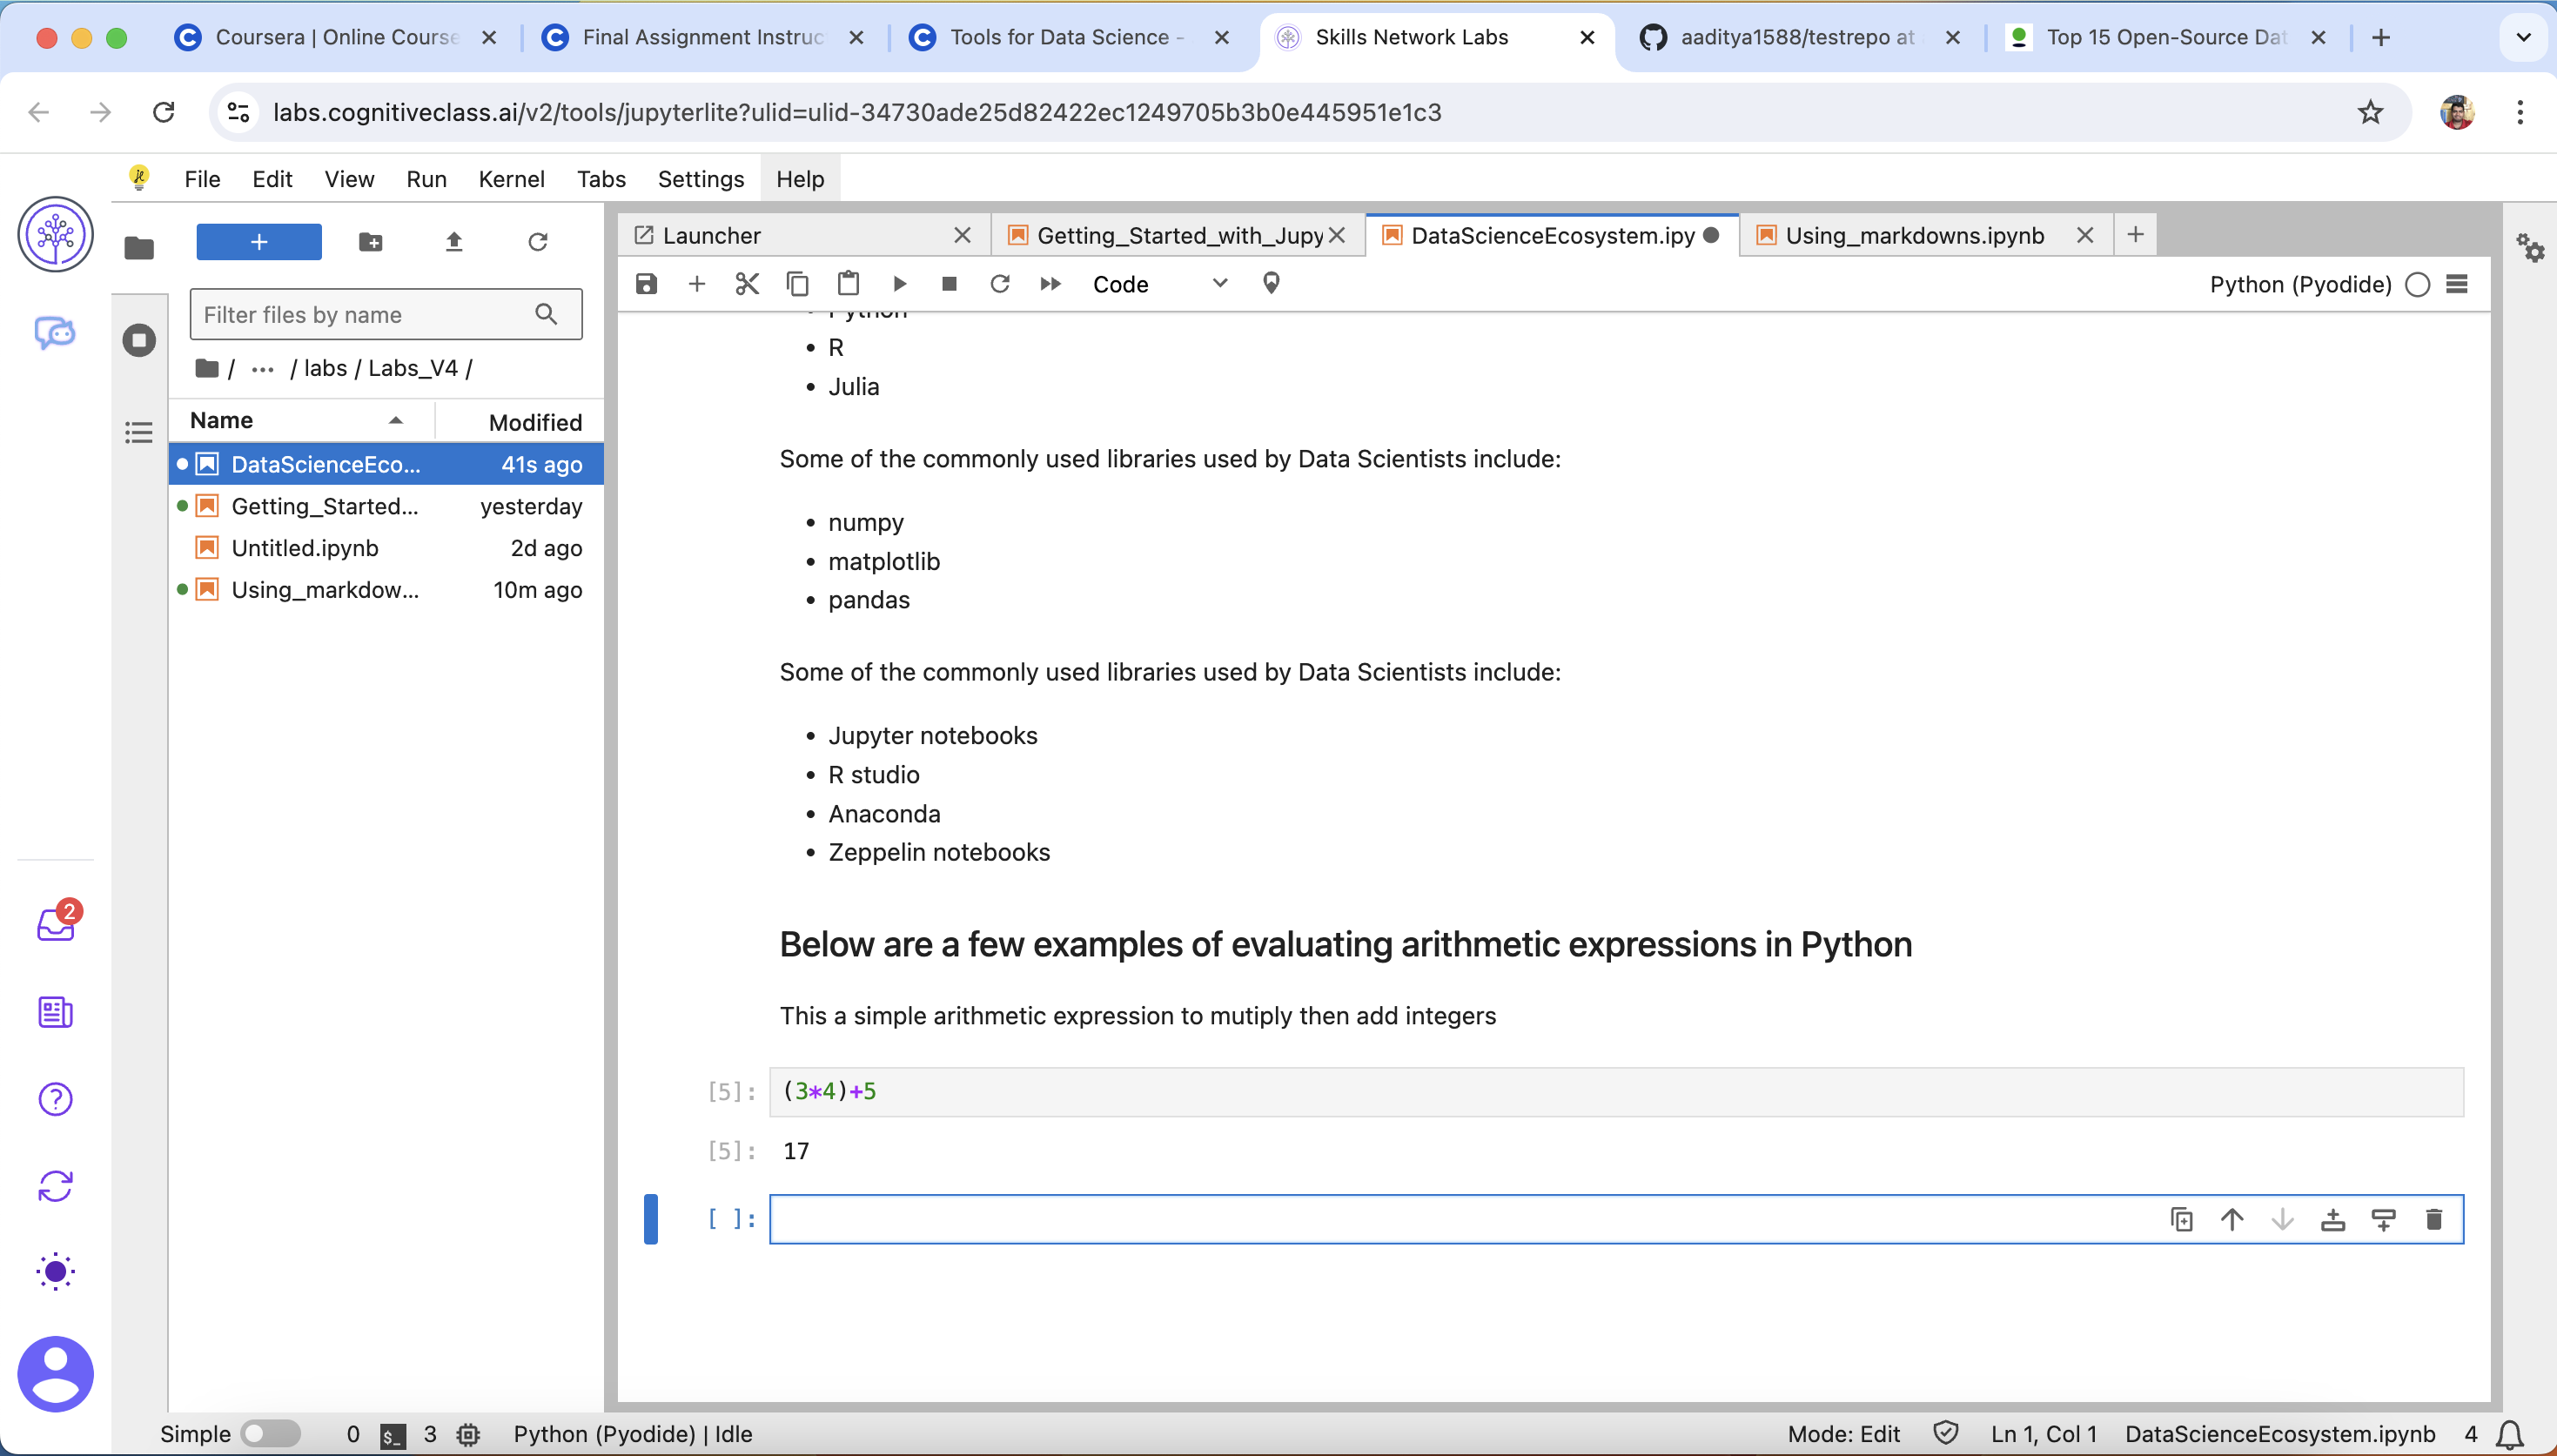 Coursera | Online Course
Final Assignment Instruc
Tools for Data Science -
Skills Network Labs
aaditya1588/testrepo at
Top 15 Open-Source Dat
labs.cognitiveclass.ai/v2/tools/jupyterlite?ulid=ulid-34730ade25d82422ec1249705b3b0e445951e1c3
File Edit View Run Kernel Tabs Settings Help
Launcher
Getting_Started_with_Jupy
DataScienceEcosystem.ipy
Using_markdowns.ipynb
Code
Python (Pyodide)
Filter files by name
/ ... / labs / Labs_V4 /
Name Modified
DataScienceEco... 41s ago
Getting_Started... yesterday
Untitled.ipynb 2d ago
Using_markdow... 10m ago
2
• Python
• R
• Julia
Some of the commonly used libraries used by Data Scientists include:
• numpy
• matplotlib
• pandas
Some of the commonly used libraries used by Data Scientists include:
• Jupyter notebooks
• R studio
• Anaconda
• Zeppelin notebooks
Below are a few examples of evaluating arithmetic expressions in Python
This a simple arithmetic expression to mutiply then add integers
[5]: (3*4)+5
[5]: 17
[ ]:
Simple 0 $_ 3 Python (Pyodide) | Idle Mode: Edit Ln 1, Col 1 DataScienceEcosystem.ipynb 4